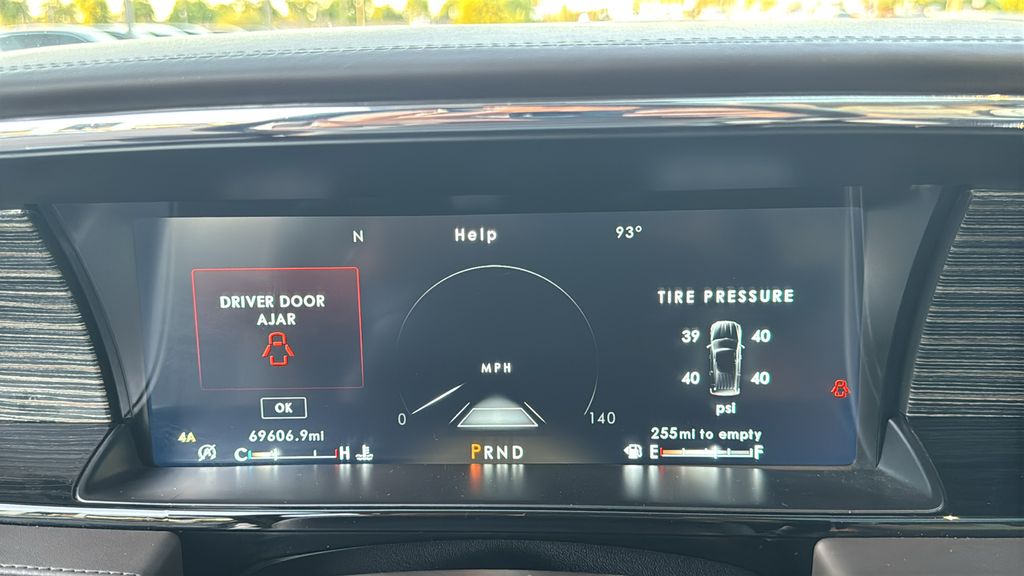 N Help 93°
DRIVER DOOR
AJAR
OK
4A 69606.9mi
C H
MPH
0 140
PRND
TIRE PRESSURE
39 40
40 40
psi
255mi to empty
E F